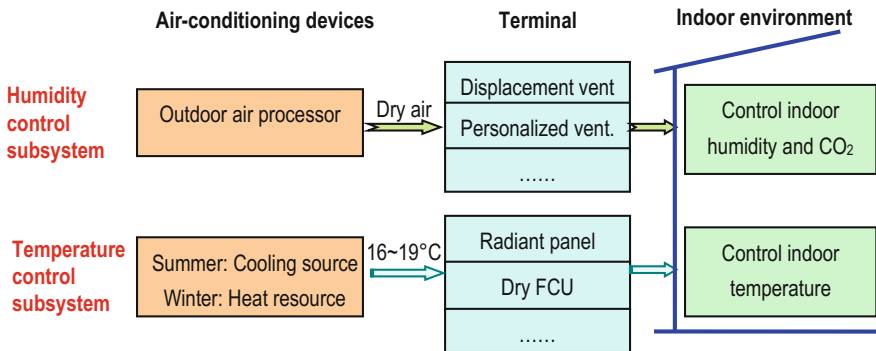 Air-conditioning devices
Terminal
Indoor environment
Humidity
control
subsystem
Outdoor air processor
Dry air
Displacement vent
Personalized vent.
......
Control indoor
humidity and CO₂
Temperature
control
subsystem
Summer: Cooling source
Winter: Heat resource
16~19°C
Radiant panel
Dry FCU
......
Control indoor
temperature